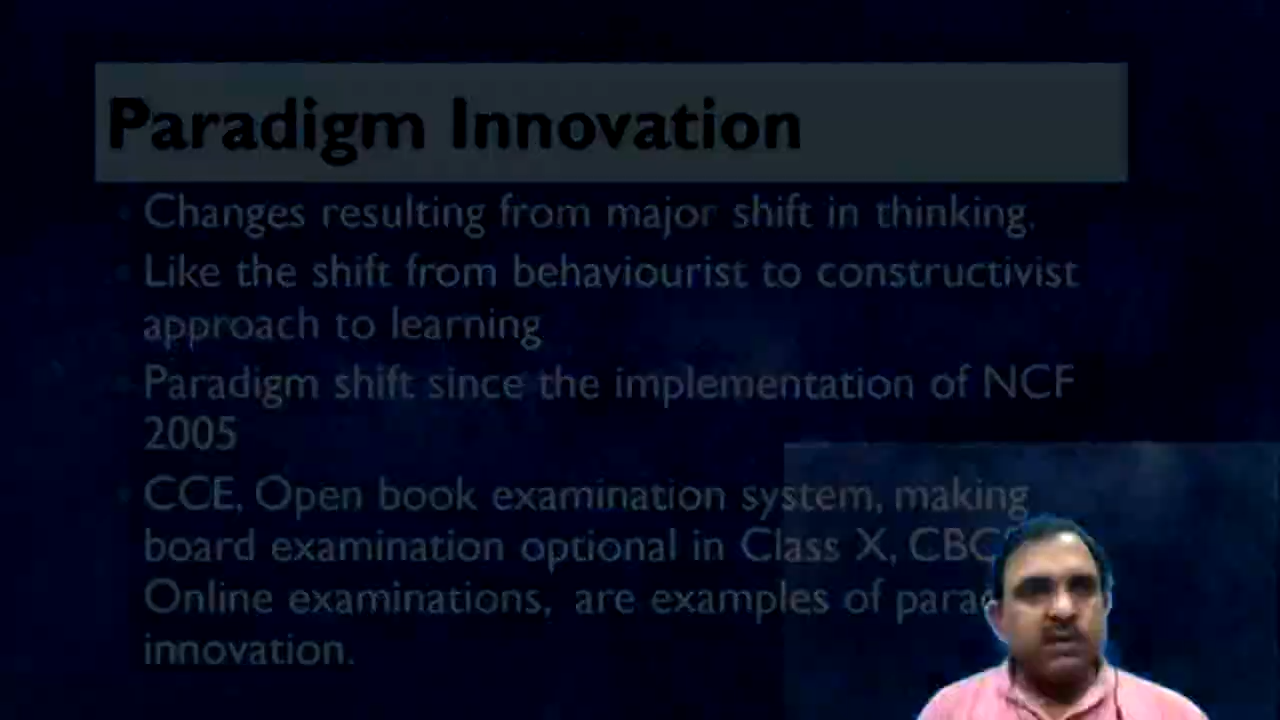 Paradigm Innovation
Changes resulting from major shift in thinking.
Like the shift from behaviourist to constructivist
approach to learning
Paradigm shift since the implementation of NCF
2005
CCE, Open book examination system, making
board examination optional in Class X,
Online examinations, are examples of
innovation.